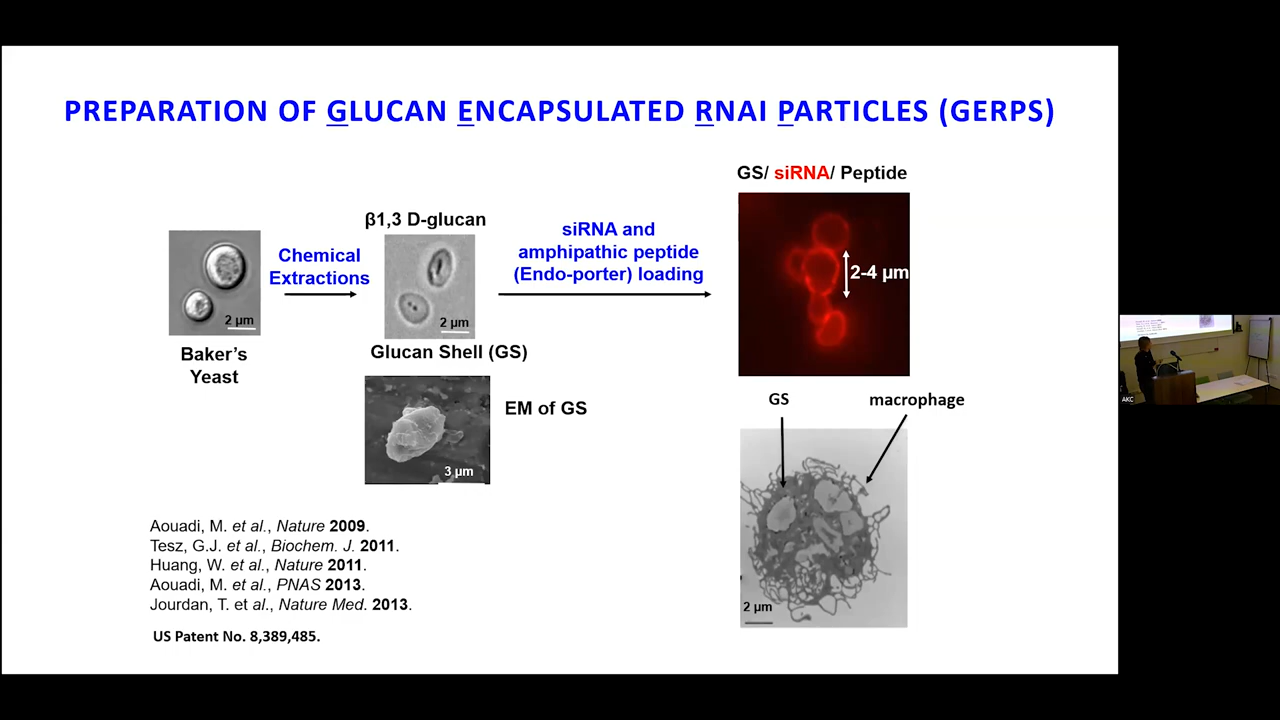 PREPARATION OF GLUCAN ENCAPSULATED RNAI PARTICLES (GERPS)
GS/ siRNA/ Peptide
β1,3 D-glucan
siRNA and
amphipathic peptide
(Endo-porter) loading
Chemical
Extractions
2-4 µm
2 µm
2 µm
Baker's
Yeast
Glucan Shell (GS)
EM of GS
3 µm
GS
macrophage
2 µm
Aouadi, M. et al., Nature 2009.
Tesz, G.J. et al., Biochem. J. 2011.
Huang, W. et al., Nature 2011.
Aouadi, M. et al., PNAS 2013.
Jourdan, T. et al., Nature Med. 2013.
US Patent No. 8,389,485.
AKC